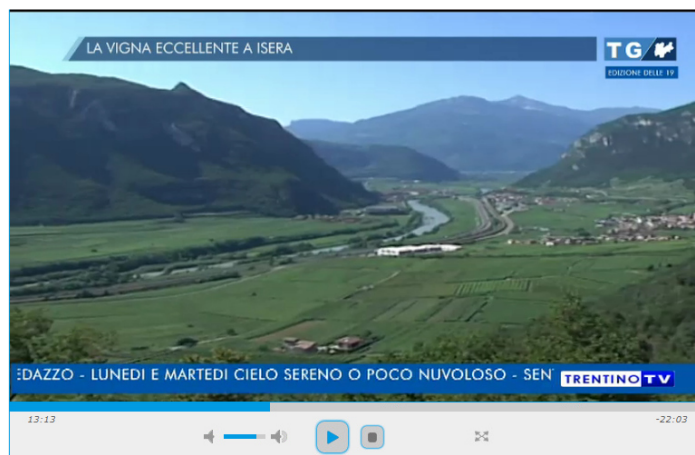 LA VIGNA ECCELLENTE A ISERA
TG
EDIZIONE DELLE 19
EDAZZO - LUNEDI E MARTEDI CIELO SERENO O POCO NUVOLOSO - SEN
TRENTINO TV
13:13
-22:03